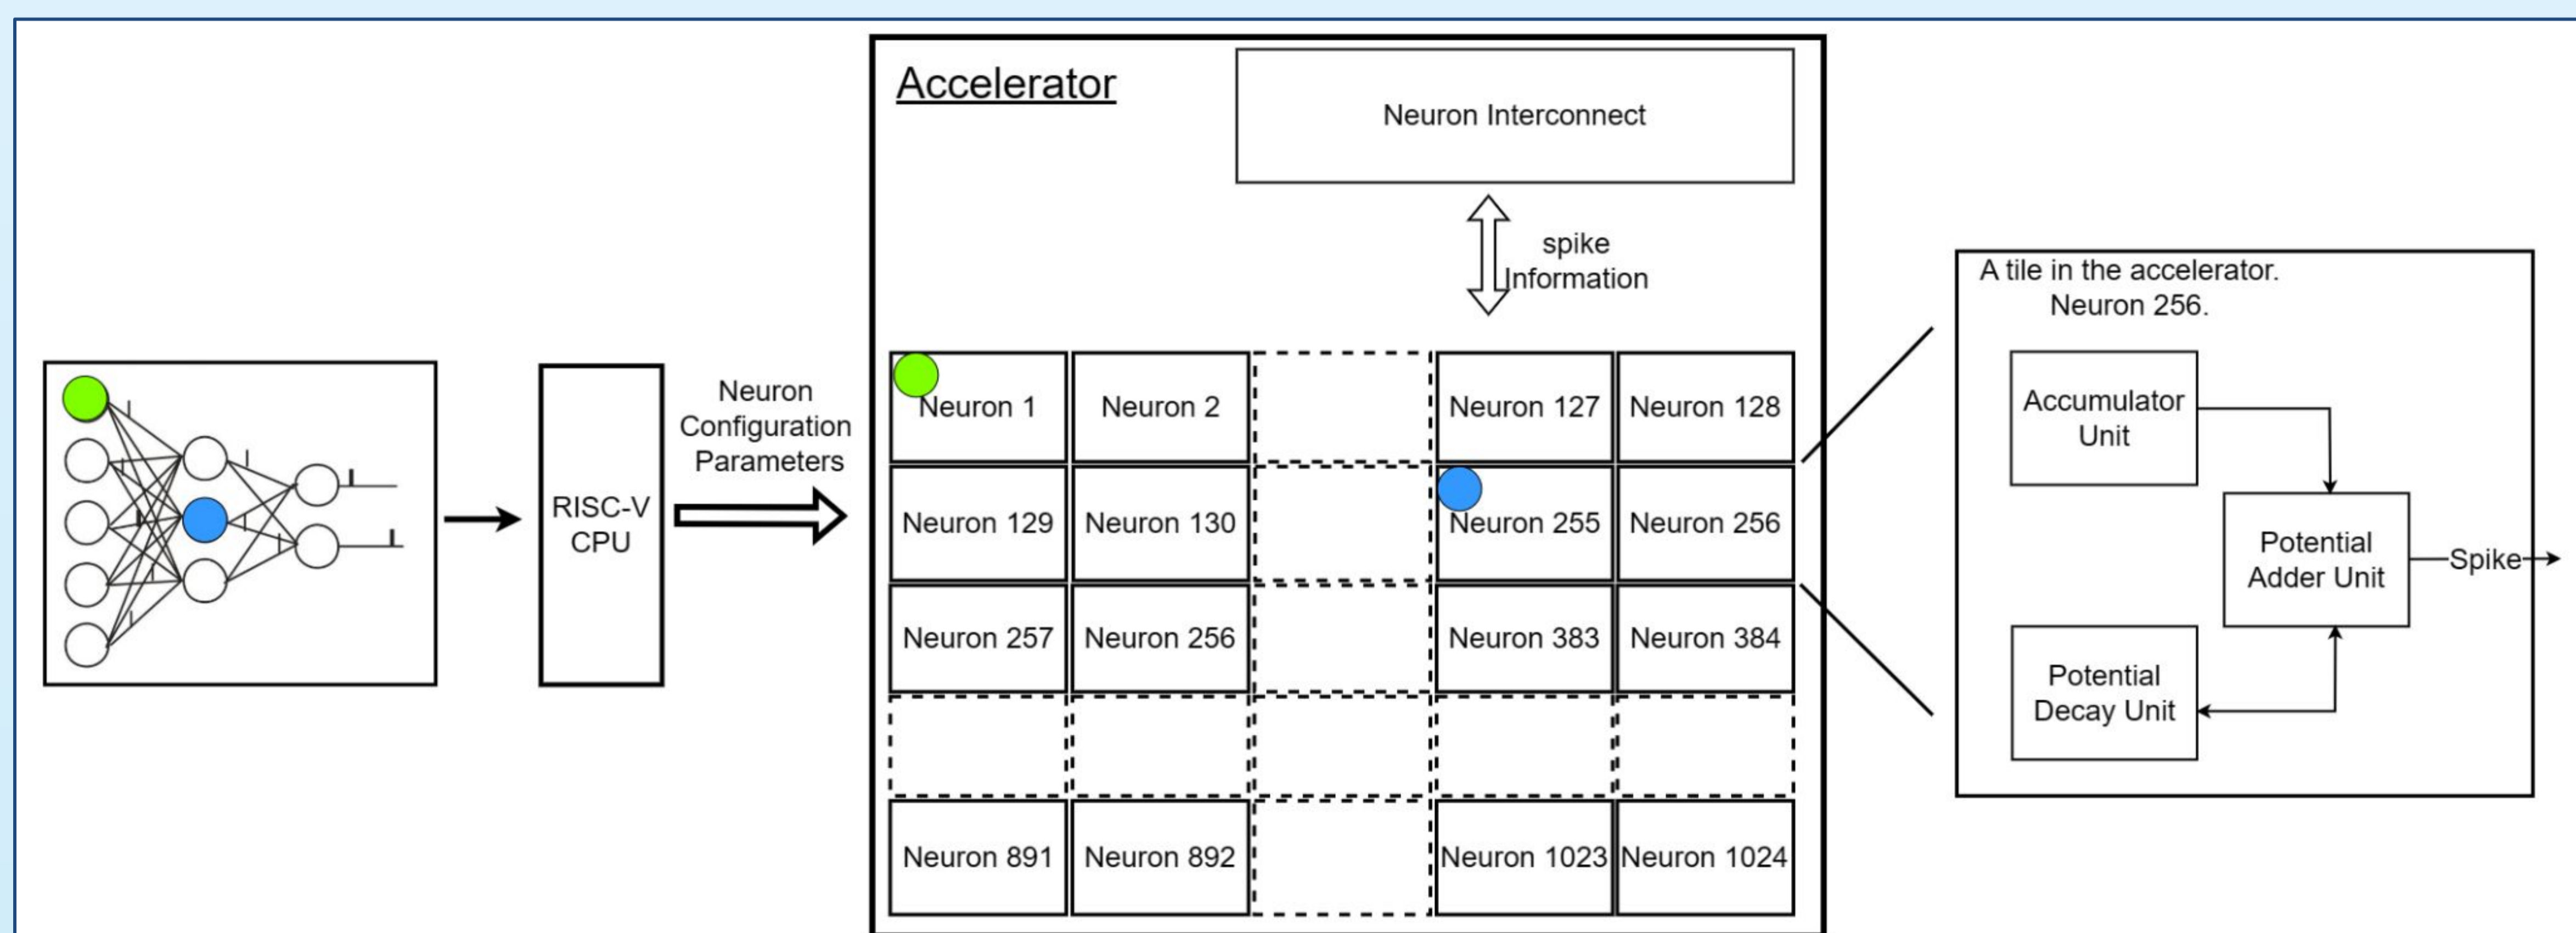 Accelerator
Neuron Interconnect
spike
Information
A tile in the accelerator.
Neuron 256.
Neuron
Configuration
Parameters
RISC-V
CPU
Neuron 1
Neuron 2
Neuron 127
Neuron 128
Neuron 129
Neuron 130
Neuron 255
Neuron 256
Neuron 257
Neuron 256
Neuron 383
Neuron 384
Neuron 891
Neuron 892
Neuron 1023
Neuron 1024
Accumulator
Unit
Potential
Adder Unit
Spike
Potential
Decay Unit